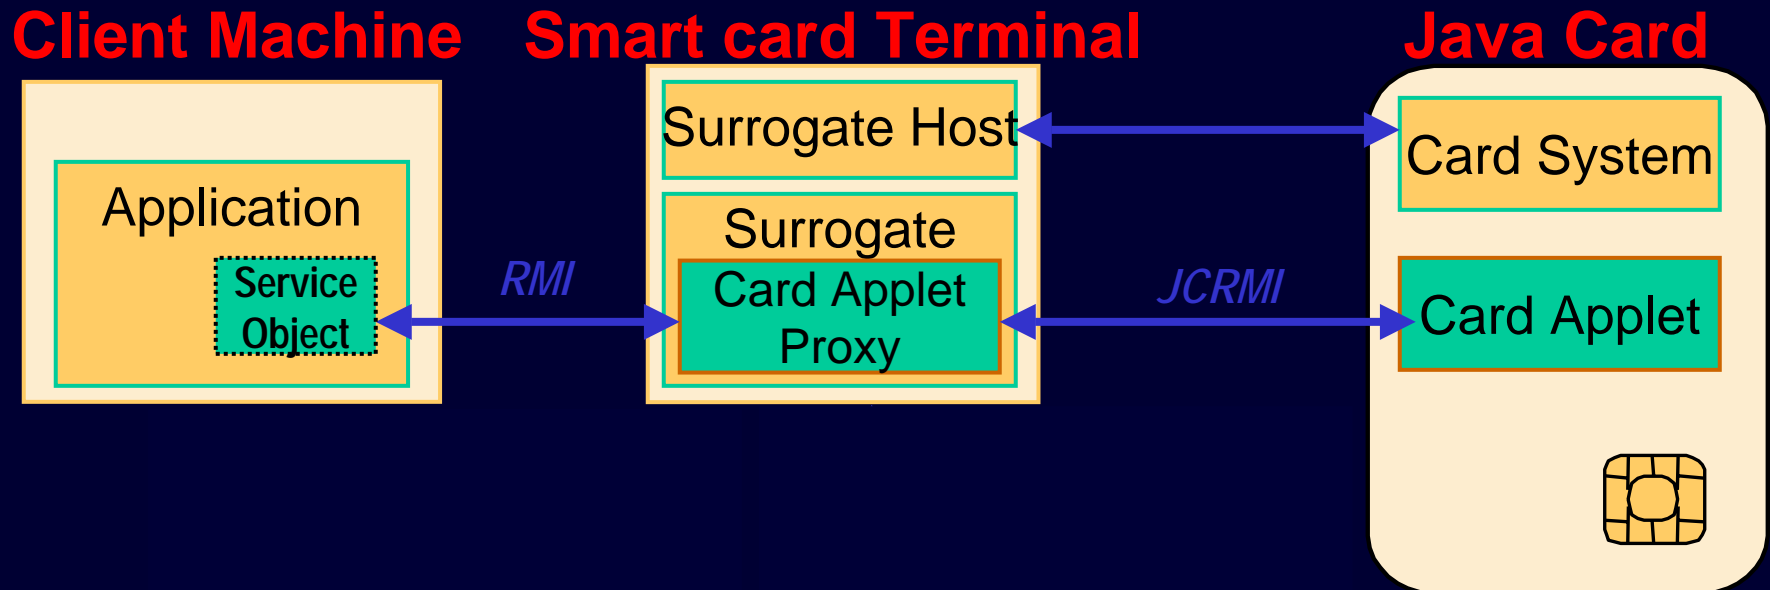 Client Machine
Smart card Terminal
Java Card
Application
Service
Object
RMI
Surrogate Host
Surrogate
Card Applet
Proxy
JCRMI
Card System
Card Applet